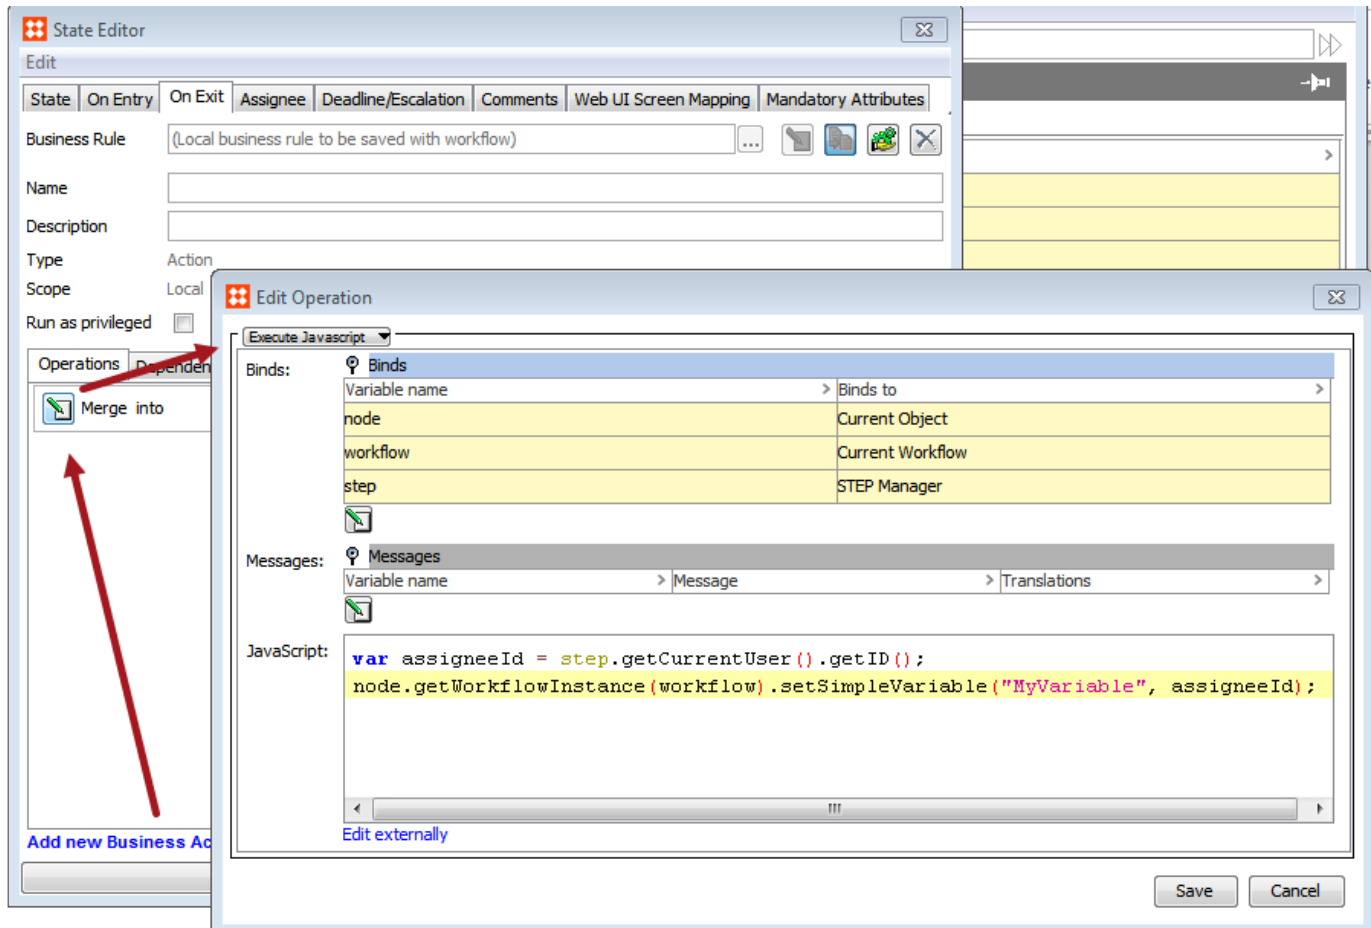 State Editor
Edit
State On Entry On Exit Assignee Deadline/Escalation Comments Web UI Screen Mapping Mandatory Attributes
Business Rule (Local business rule to be saved with workflow) ...
Name
Description
Type Action
Scope Local
Run as privileged
Operations
Merge into
Add new Business Ac
Edit Operation
Execute Javascript
Binds: Binds
Variable name > Binds to >
node Current Object
workflow Current Workflow
step STEP Manager
Messages: Messages
Variable name > Message > Translations >
JavaScript:
var assigneeId = step.getCurrentUser().getID();
node.getWorkflowInstance(workflow).setSimpleVariable("MyVariable", assigneeId);
Edit externally
Save Cancel